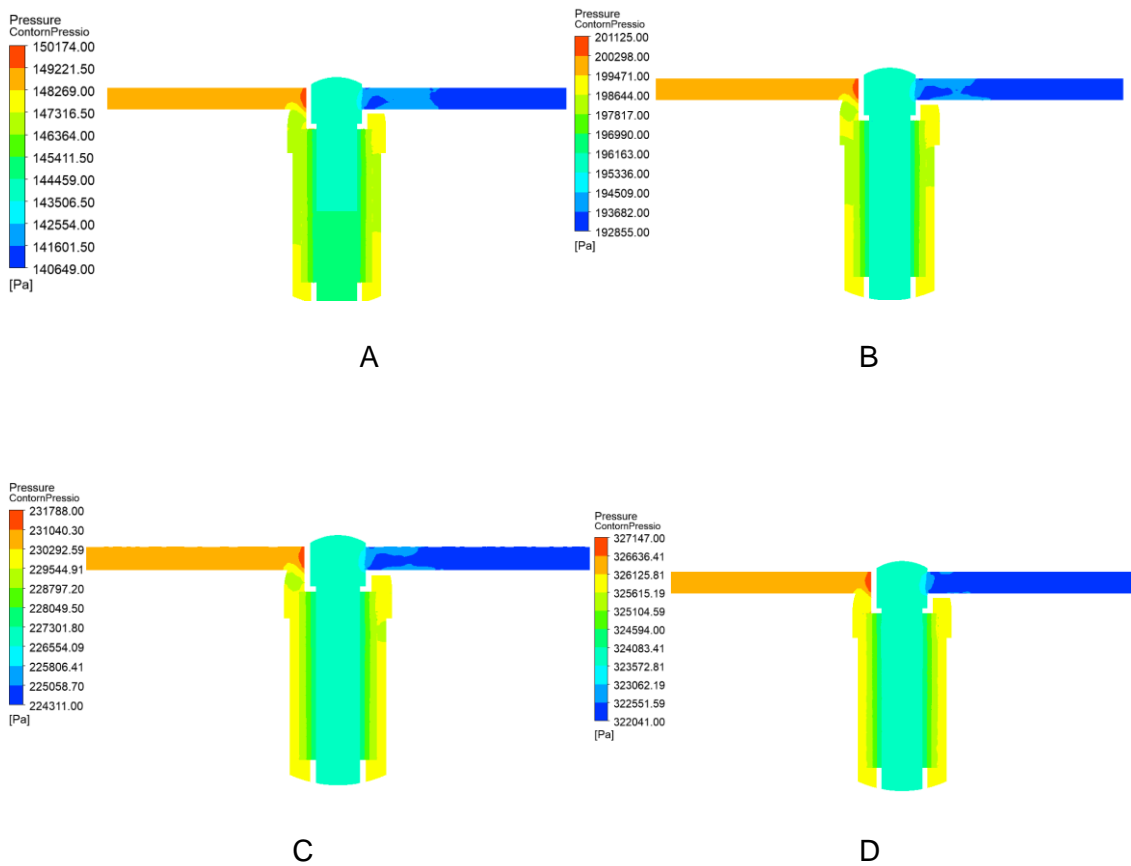 Pressure
ContornPressio
150174.00
149221.50
148269.00
147316.50
146364.00
145411.50
144459.00
143506.50
142554.00
141601.50
140649.00
[Pa]
A
Pressure
ContornPressio
201125.00
200298.00
199471.00
198644.00
197817.00
196990.00
196163.00
195336.00
194509.00
193682.00
192855.00
[Pa]
B
Pressure
ContornPressio
231788.00
231040.30
230292.59
229544.91
228797.20
228049.50
227301.80
226554.09
225806.41
225058.70
224311.00
[Pa]
C
Pressure
ContornPressio
327147.00
326636.41
326125.81
325615.19
325104.59
324594.00
324083.41
323572.81
323062.19
322551.59
322041.00
[Pa]
D